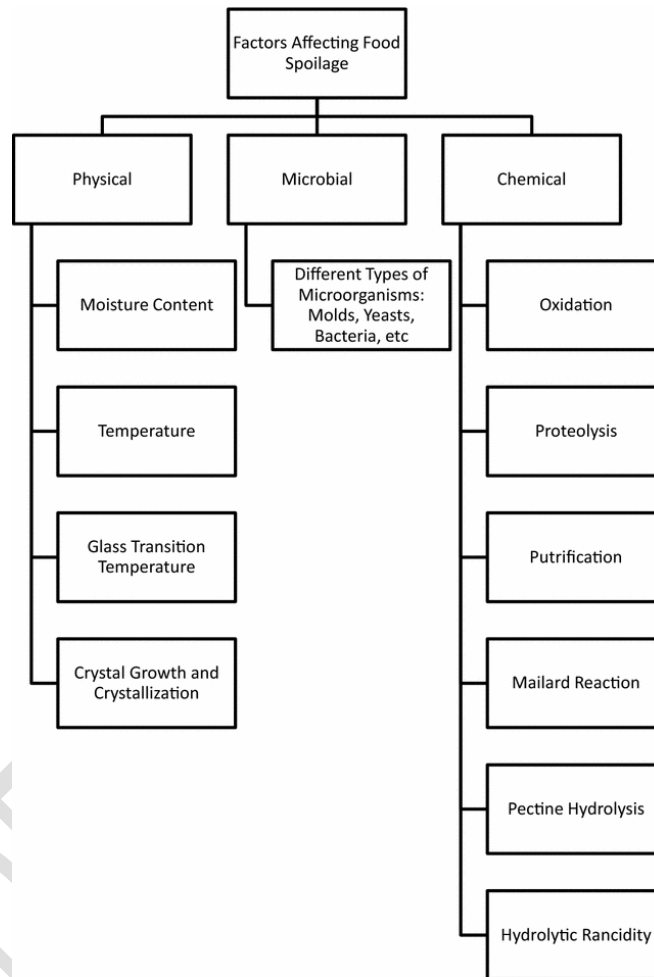 Factors Affecting Food
Spoilage
Physical
Microbial
Chemical
Moisture Content
Temperature
Glass Transition
Temperature
Crystal Growth and
Crystallization
Different Types of
Microorganisms:
Molds, Yeasts,
Bacteria, etc
Oxidation
Proteolysis
Putrification
Mailard Reaction
Pectine Hydrolysis
Hydrolytic Rancidity